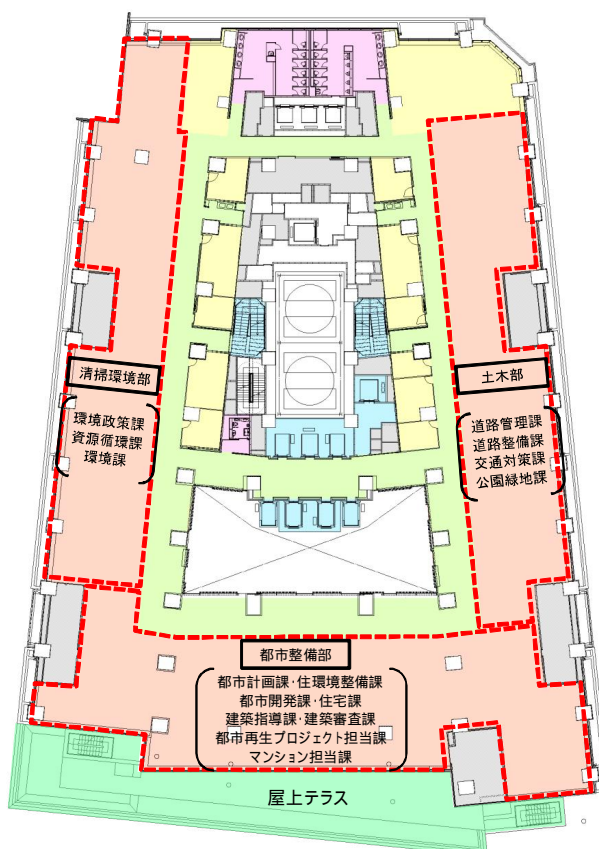 清掃環境部
環境政策課
資源循環課
環境課
土木部
道路管理課
道路整備課
交通対策課
公園緑地課
都市整備部
都市計画課･住環境整備課
都市開発課･住宅課
建築指導課･建築審査課
都市再生プロジェクト担当課
マンション担当課
屋上テラス